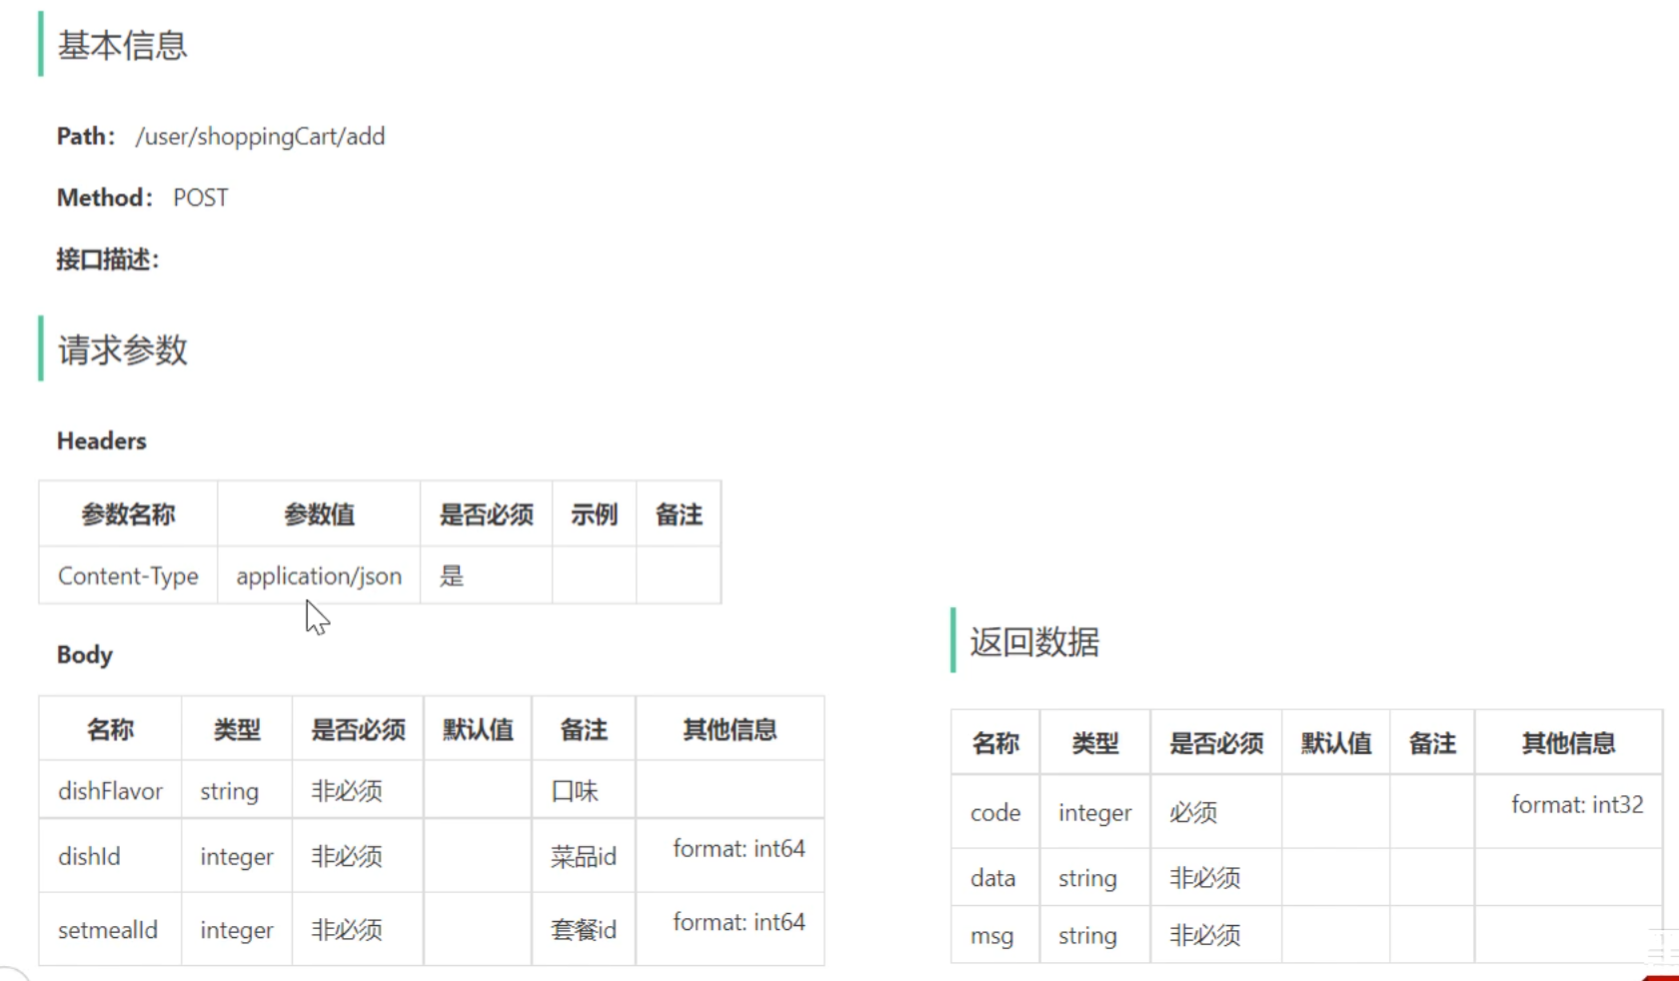 基本信息
Path： /user/shoppingCart/add
Method： POST
接口描述：
请求参数
Headers
参数名称 参数值 是否必须 示例 备注
Content-Type application/json 是
Body
名称 类型 是否必须 默认值 备注 其他信息
dishFlavor string 非必须 口味
dishId integer 非必须 菜品id format: int64
setmealId integer 非必须 套餐id format: int64
返回数据
名称 类型 是否必须 默认值 备注 其他信息
code integer 必须 format: int32
data string 非必须
msg string 非必须